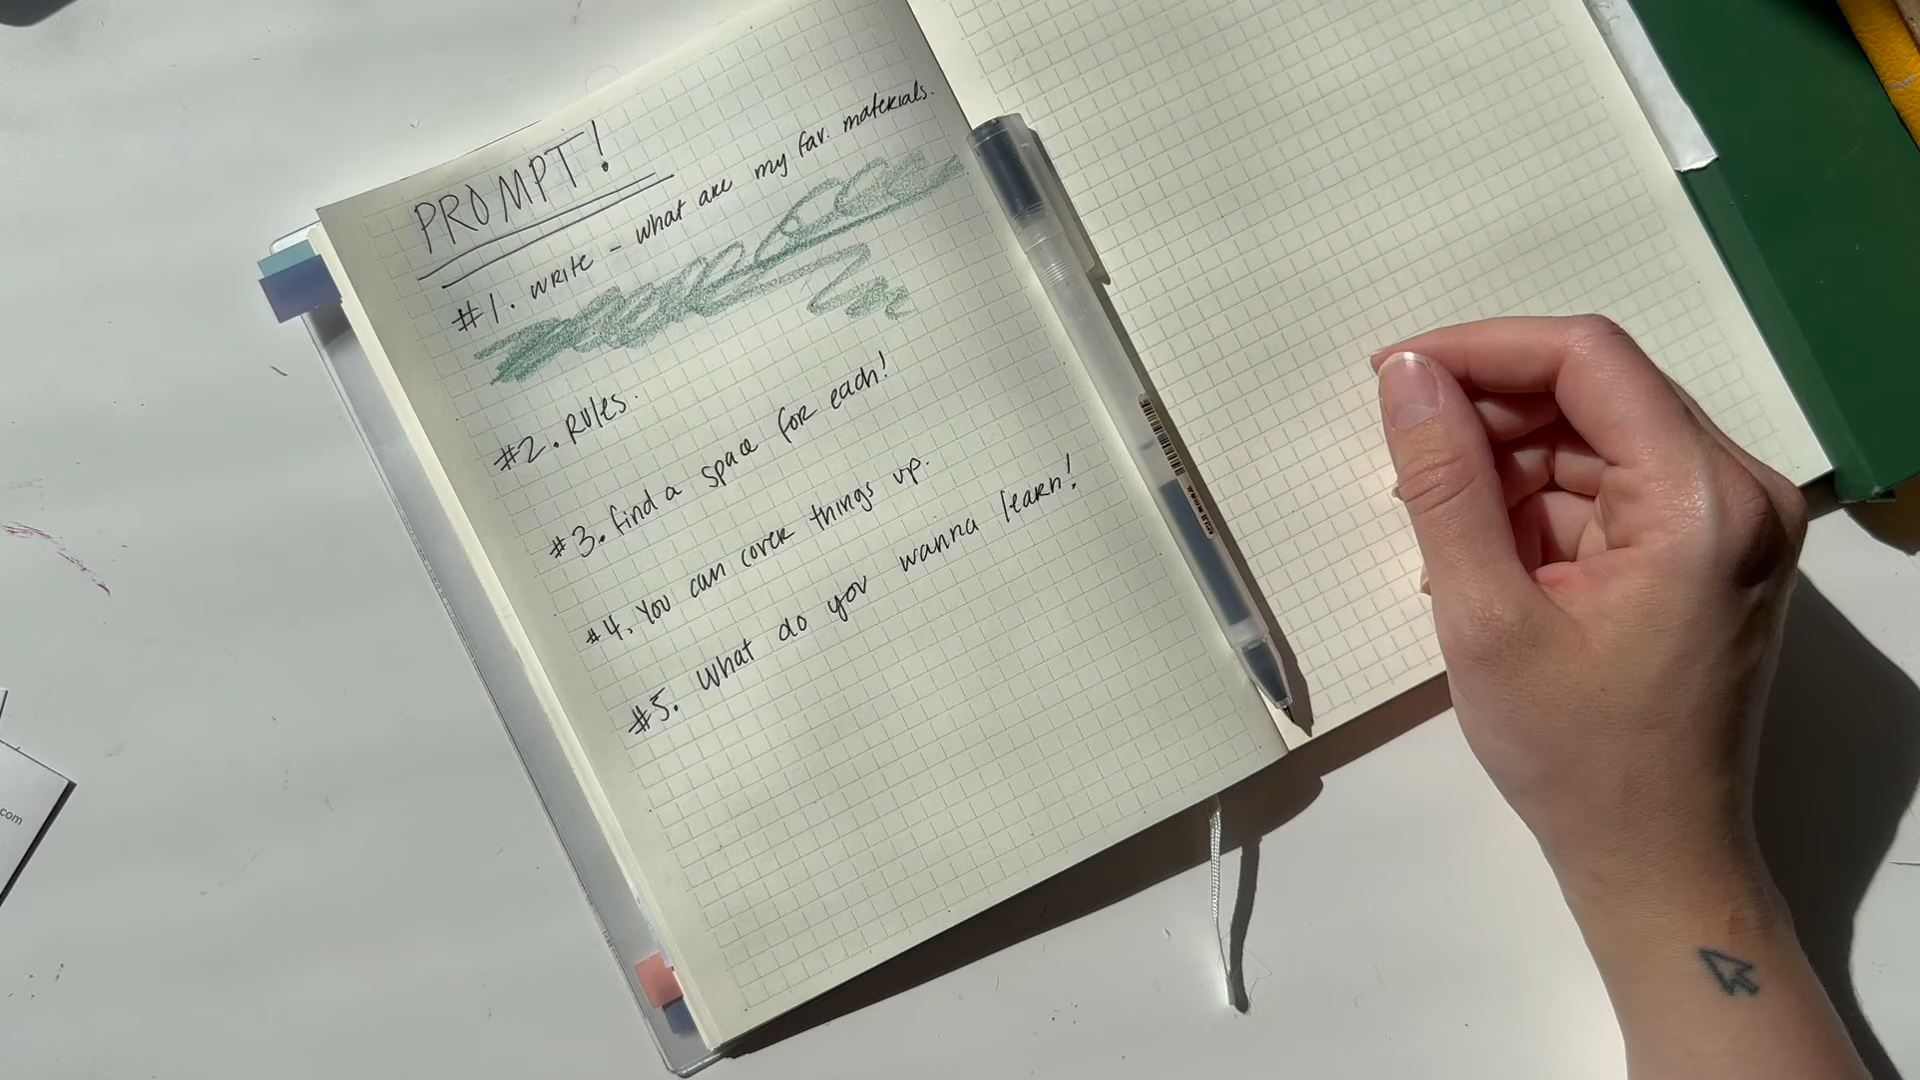 PROMPT!
#1. WRITE - what are my fav. materials.
#2. RULES.
#3. find a space for each!
#4. You can cover things up.
#5. What do you wanna learn!
com